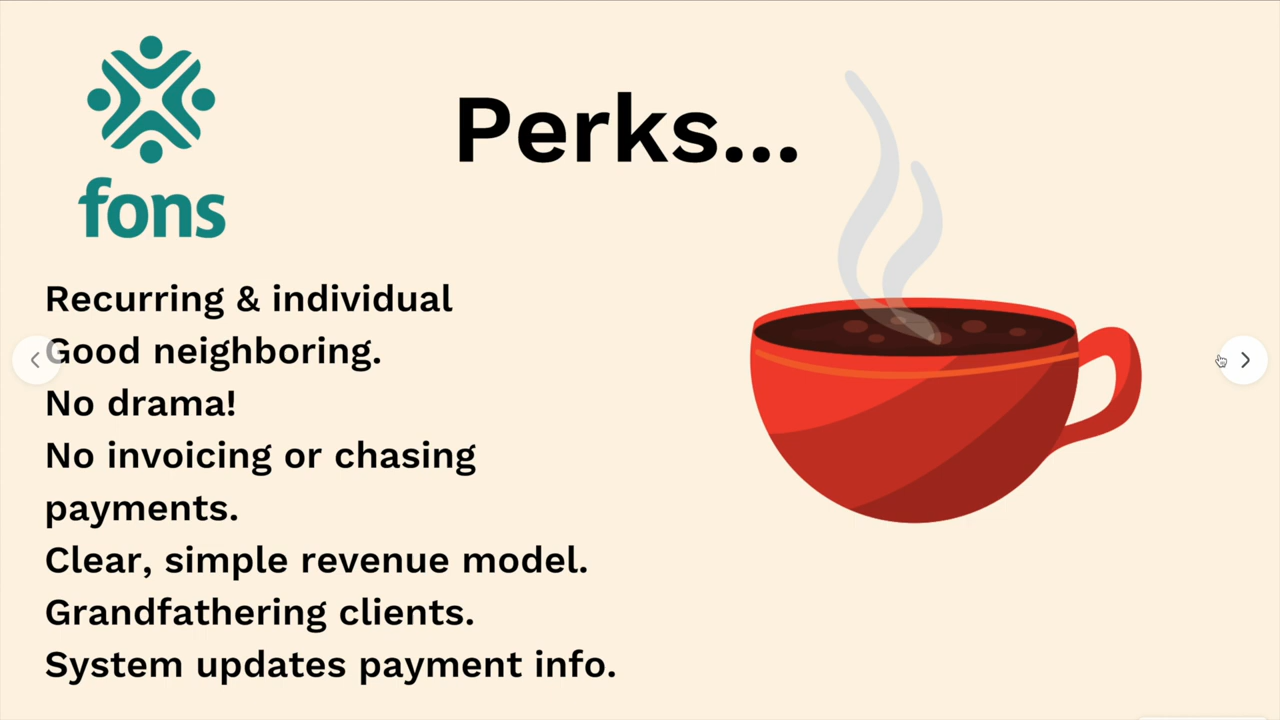 fons
Perks...
Recurring & individual
Good neighboring.
No drama!
No invoicing or chasing
payments.
Clear, simple revenue model.
Grandfathering clients.
System updates payment info.